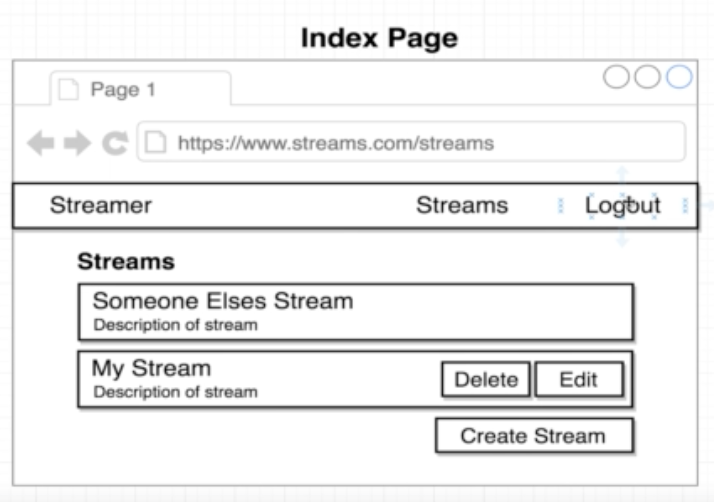 Index Page
Page 1
https://www.streams.com/streams
Streamer Streams Logout
Streams
Someone Elses Stream
Description of stream
My Stream
Description of stream
Delete Edit
Create Stream